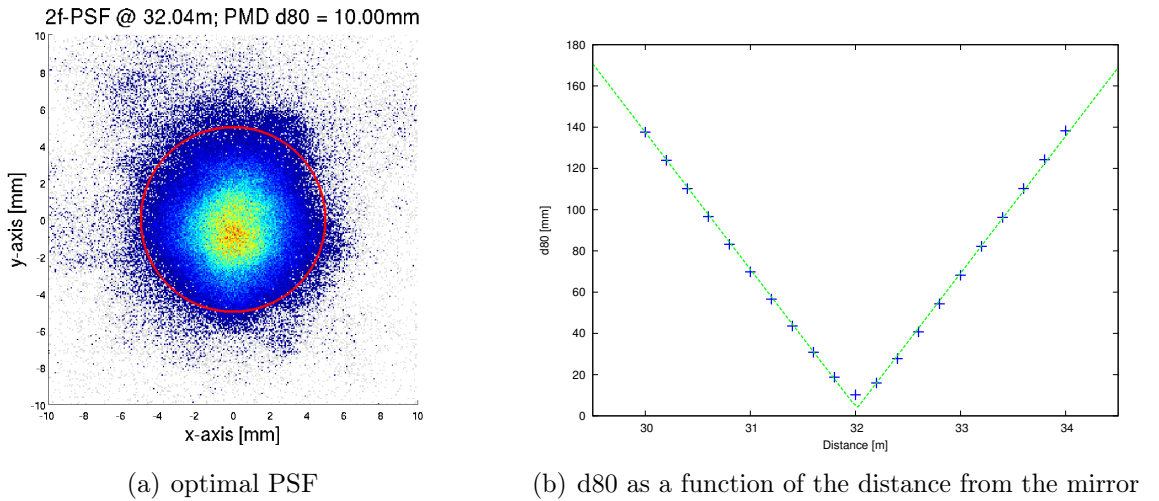 2f-PSF @ 32.04m; PMD d80 = 10.00mm
10
8
6
4
2
0
-2
-4
-6
-8
-10
y-axis [mm]
-10 -8 -6 -4 -2 0 2 4 6 8 10
x-axis [mm]
(a) optimal PSF
180
160
140
120
100
80
60
40
20
0
d80 [mm]
30 31 32 33 34
Distance [m]
(b) d80 as a function of the distance from the mirror